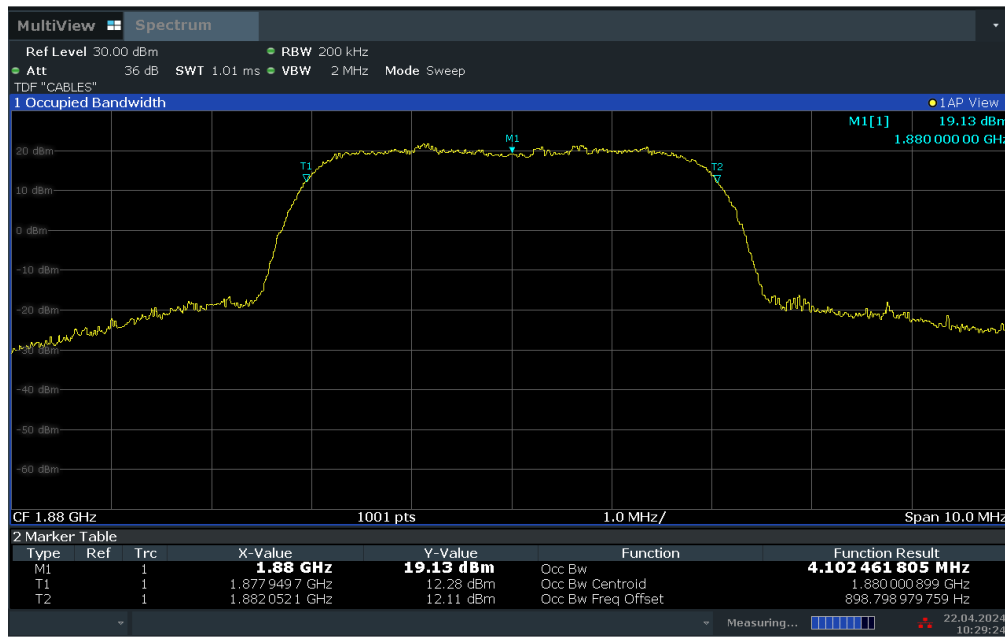 MultiView Spectrum
Ref Level 30.00 dBm RBW 200 kHz
Att 36 dB SWT 1.01 ms VBW 2 MHz Mode Sweep
TDF "CABLES"
1 Occupied Bandwidth 1AP View
M1[1] 19.13 dBm
1.880 000 00 GHz
M1
20 dBm
T1
T2
10 dBm
0 dBm
-10 dBm
-20 dBm
-30 dBm
-40 dBm
-50 dBm
-60 dBm
CF 1.88 GHz 1001 pts 1.0 MHz/ Span 10.0 MHz
2 Marker Table
Type Ref Trc X-Value Y-Value Function Function Result
M1 1 1.88 GHz 19.13 dBm Occ Bw 4.102 461 805 MHz
T1 1 1.877 949 7 GHz 12.28 dBm Occ Bw Centroid 1.880 000 899 GHz
T2 1 1.882 052 1 GHz 12.11 dBm Occ Bw Freq Offset 898.798 979 759 Hz
Measuring... 22.04.2024
10:29:24